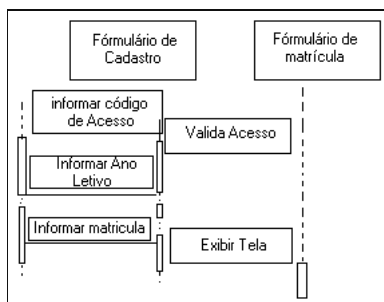 Fórmulário de
Cadastro
Fórmulário de
matrícula
informar código
de Acesso
Valida Acesso
Informar Ano
Letivo
Informar matricula
Exibir Tela